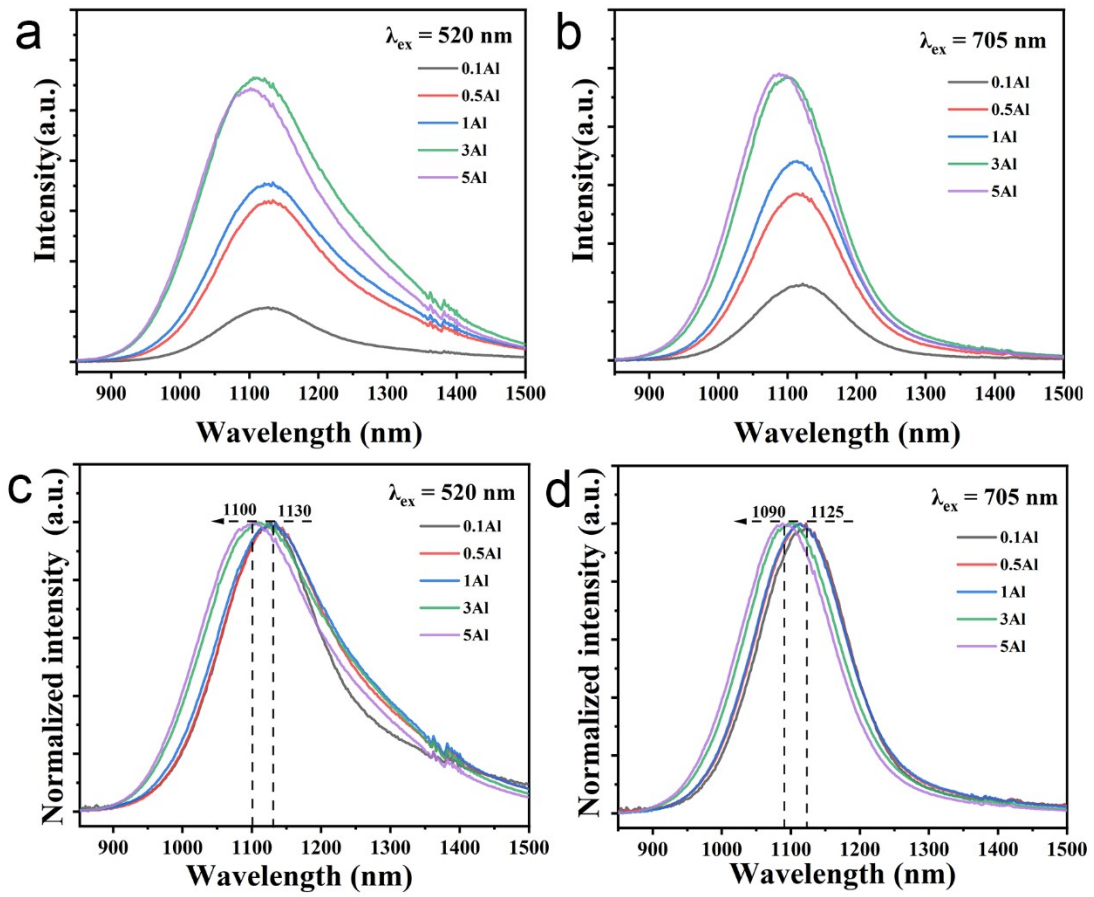 a
λex = 520 nm
0.1Al
0.5Al
1Al
3Al
5Al
Intensity(a.u.)
900 1000 1100 1200 1300 1400 1500
Wavelength (nm)
b
λex = 705 nm
0.1Al
0.5Al
1Al
3Al
5Al
Intensity(a.u.)
900 1000 1100 1200 1300 1400 1500
Wavelength (nm)
c
λex = 520 nm
1100 1130
0.1Al
0.5Al
1Al
3Al
5Al
Normalized intensity (a.u.)
900 1000 1100 1200 1300 1400 1500
Wavelength (nm)
d
λex = 705 nm
1090 1125
0.1Al
0.5Al
1Al
3Al
5Al
Normalized intensity (a.u.)
900 1000 1100 1200 1300 1400 1500
Wavelength (nm)